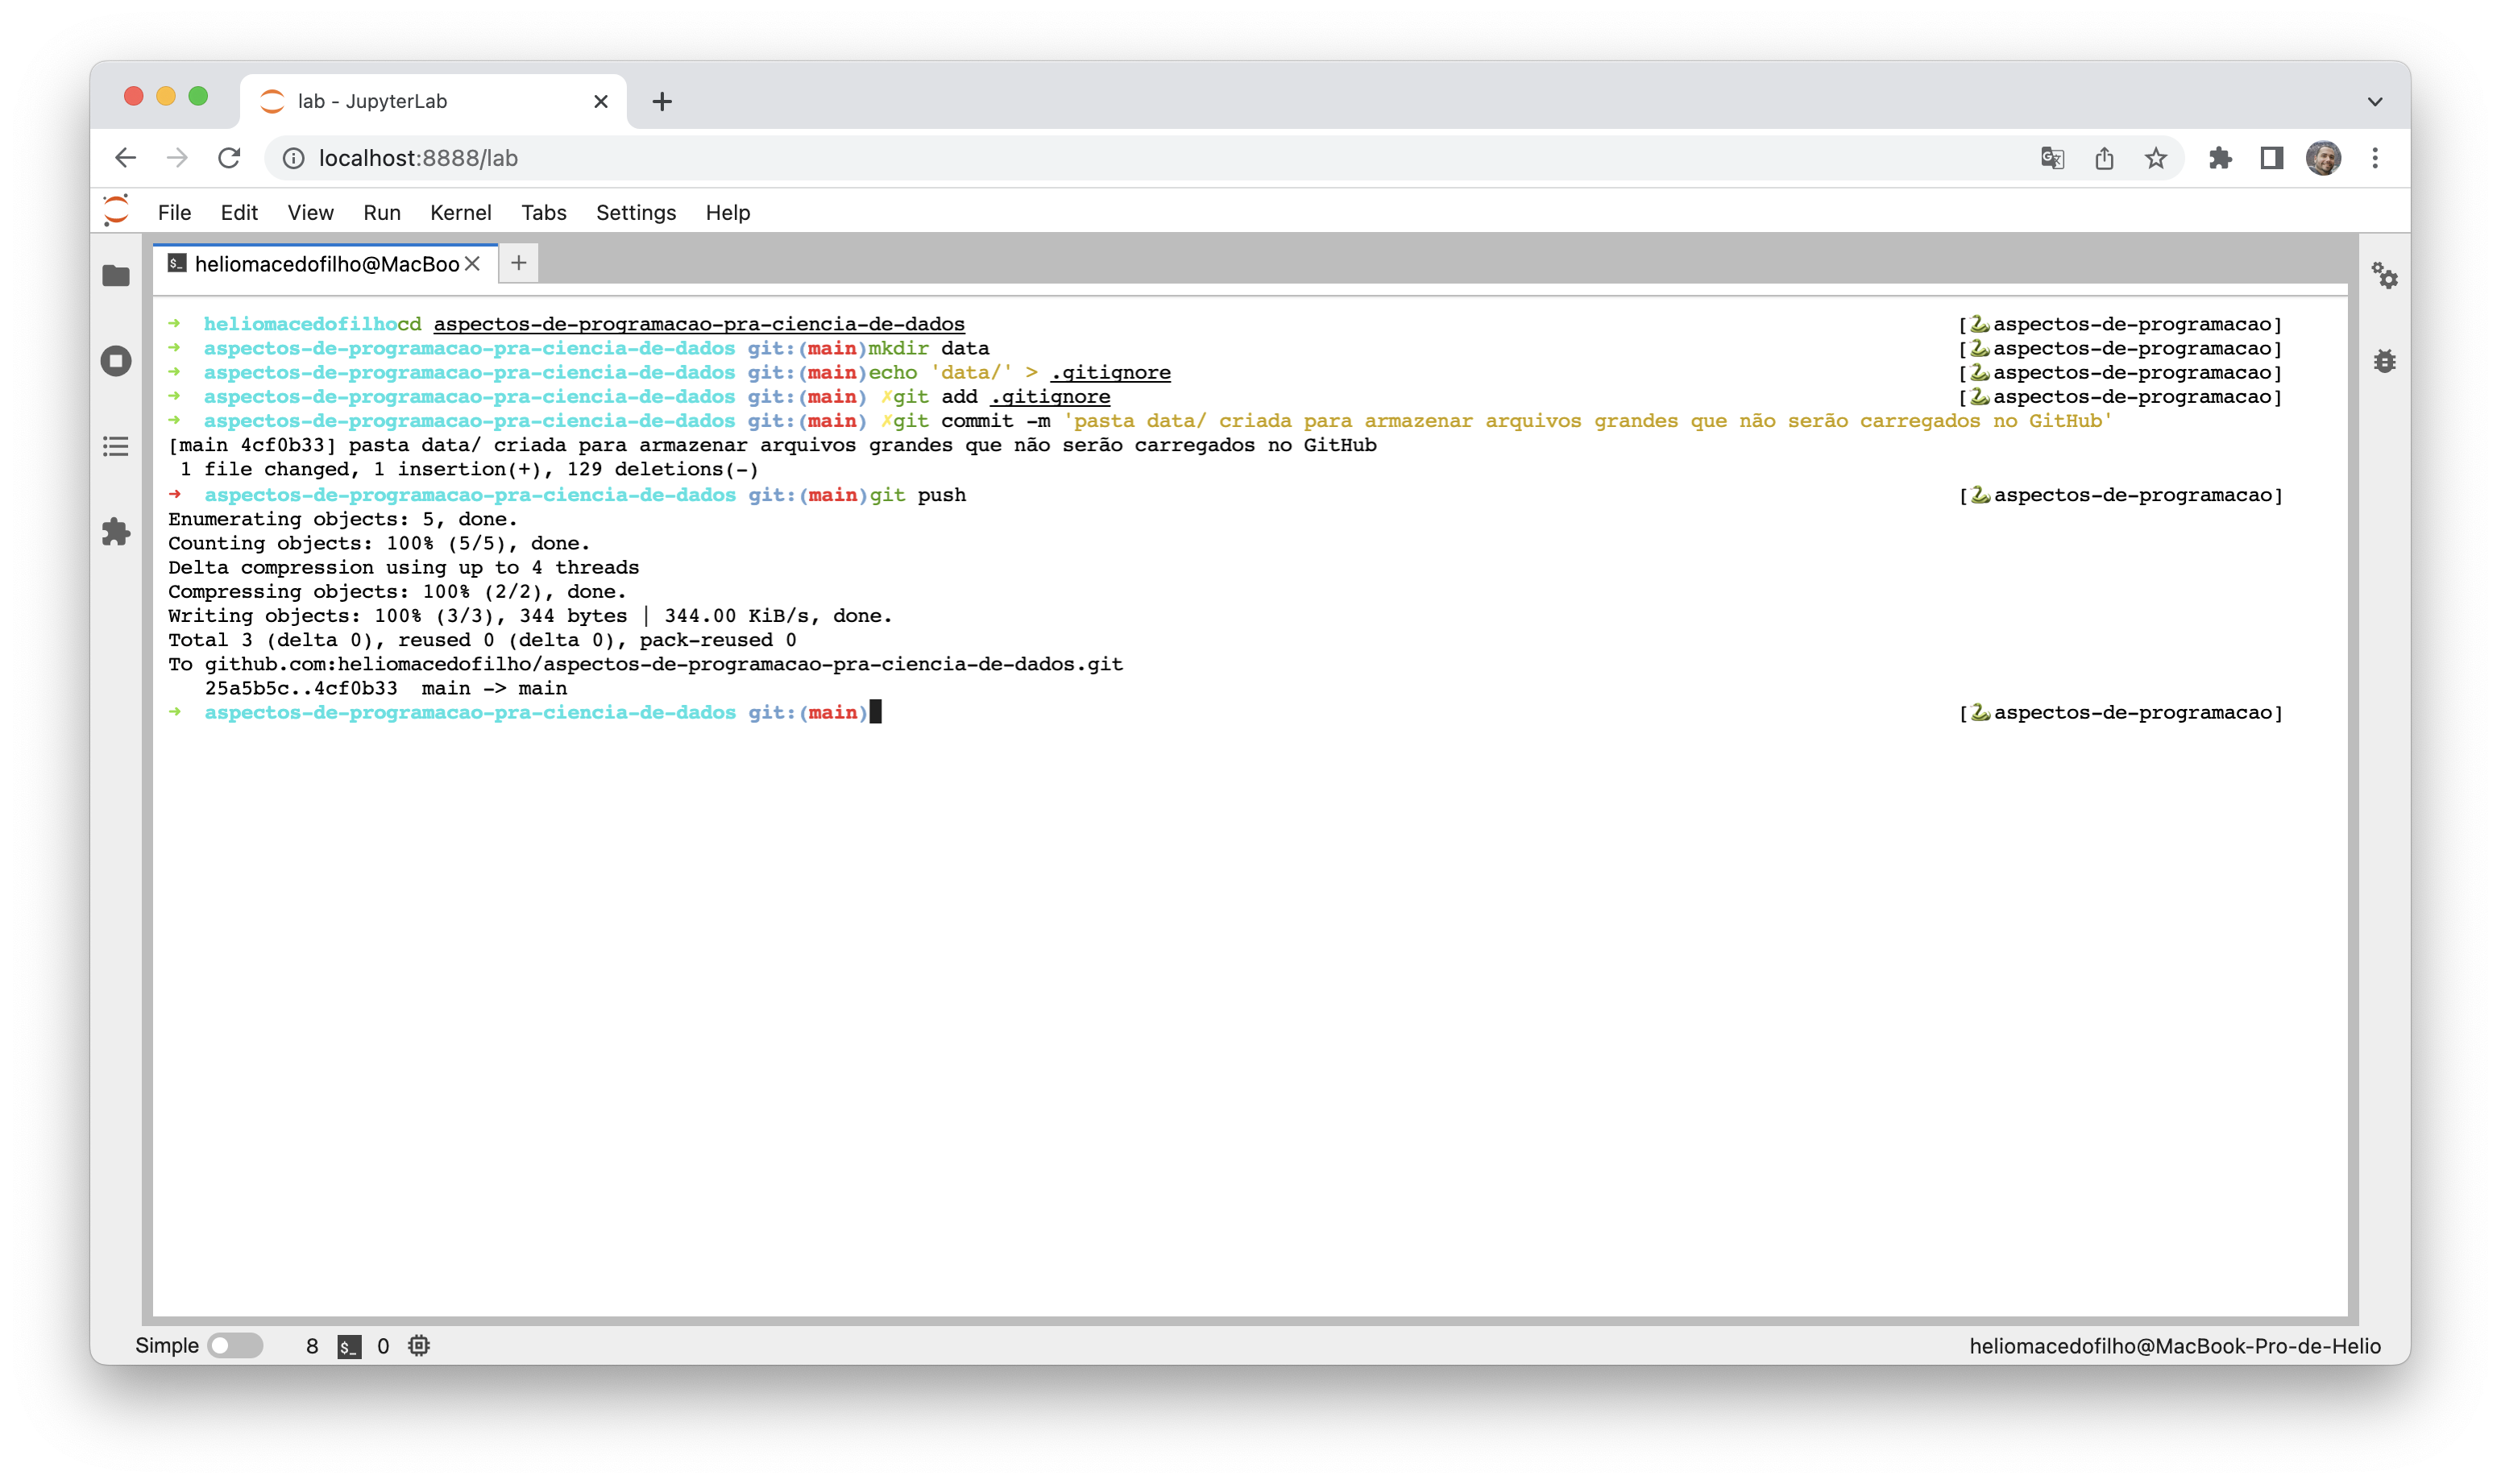 lab - JupyterLab
localhost:8888/lab
File Edit View Run Kernel Tabs Settings Help
$_ heliomacedofilho@MacBoo
➜ heliomacedofilhocd aspectos-de-programacao-pra-ciencia-de-dados [🐍aspectos-de-programacao]
➜ aspectos-de-programacao-pra-ciencia-de-dados git:(main)mkdir data [🐍aspectos-de-programacao]
➜ aspectos-de-programacao-pra-ciencia-de-dados git:(main)echo 'data/' > .gitignore [🐍aspectos-de-programacao]
➜ aspectos-de-programacao-pra-ciencia-de-dados git:(main) ✗git add .gitignore [🐍aspectos-de-programacao]
➜ aspectos-de-programacao-pra-ciencia-de-dados git:(main) ✗git commit -m 'pasta data/ criada para armazenar arquivos grandes que não serão carregados no GitHub'
[main 4cf0b33] pasta data/ criada para armazenar arquivos grandes que não serão carregados no GitHub
1 file changed, 1 insertion(+), 129 deletions(-)
➜ aspectos-de-programacao-pra-ciencia-de-dados git:(main)git push [🐍aspectos-de-programacao]
Enumerating objects: 5, done.
Counting objects: 100% (5/5), done.
Delta compression using up to 4 threads
Compressing objects: 100% (2/2), done.
Writing objects: 100% (3/3), 344 bytes | 344.00 KiB/s, done.
Total 3 (delta 0), reused 0 (delta 0), pack-reused 0
To github.com:heliomacedofilho/aspectos-de-programacao-pra-ciencia-de-dados.git
25a5b5c..4cf0b33 main -> main
➜ aspectos-de-programacao-pra-ciencia-de-dados git:(main) [🐍aspectos-de-programacao]
Simple 8 $_ 0 heliomacedofilho@MacBook-Pro-de-Helio